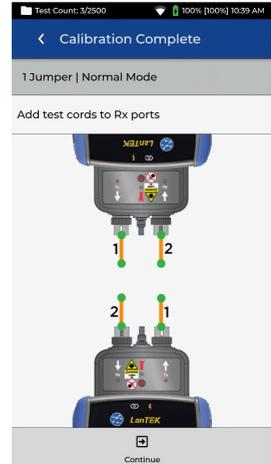 Test Count: 3/2500 100% [100%] 10:39 AM
Calibration Complete
1 Jumper | Normal Mode
Add test cords to Rx ports
LanTEK
1 2
2 1
LanTEK
Continue